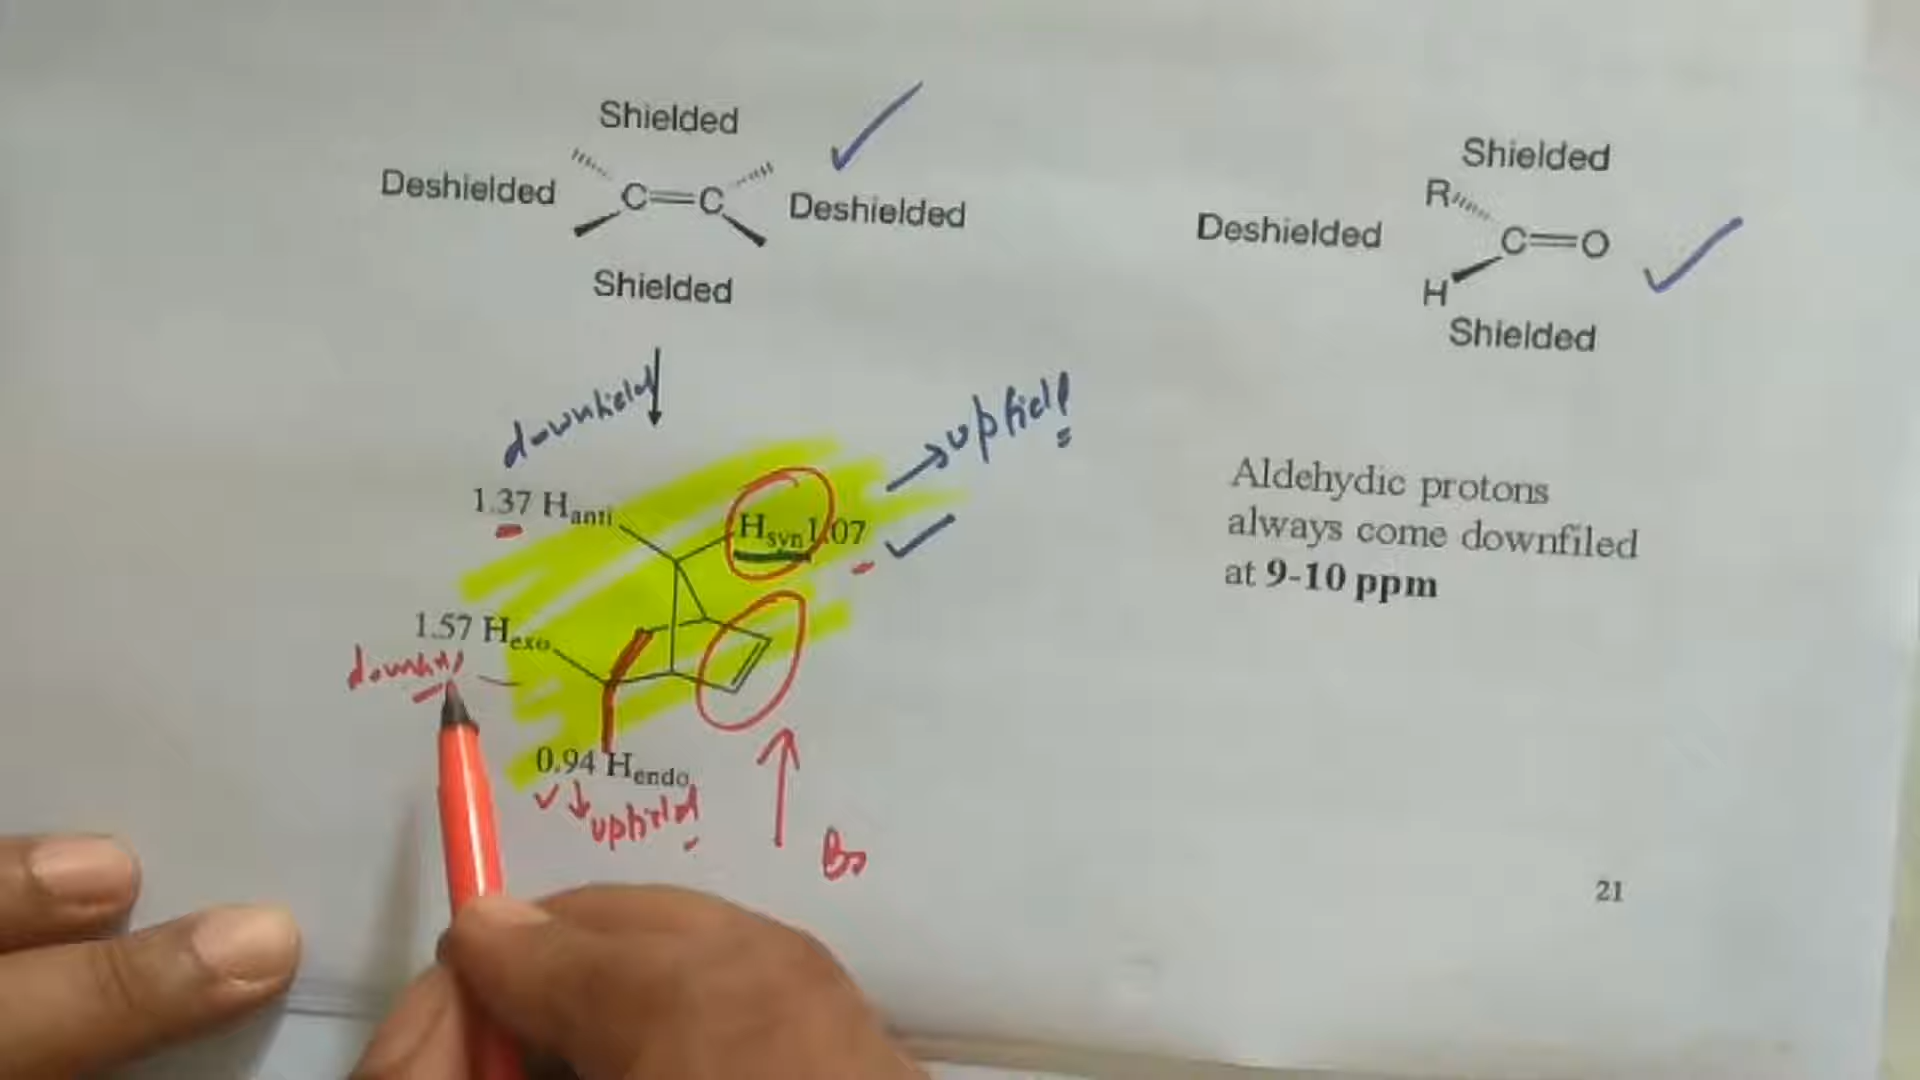 Shielded
Deshielded
C=C
Deshielded
Shielded
Shielded
R
Deshielded
C=O
H
Shielded
downfield
upfield
1.37 Hanti
Hsyn 1.07
1.57 Hexo
0.94 Hendo
upfield
B₀
Aldehydic protons
always come downfiled
at 9-10 ppm
21